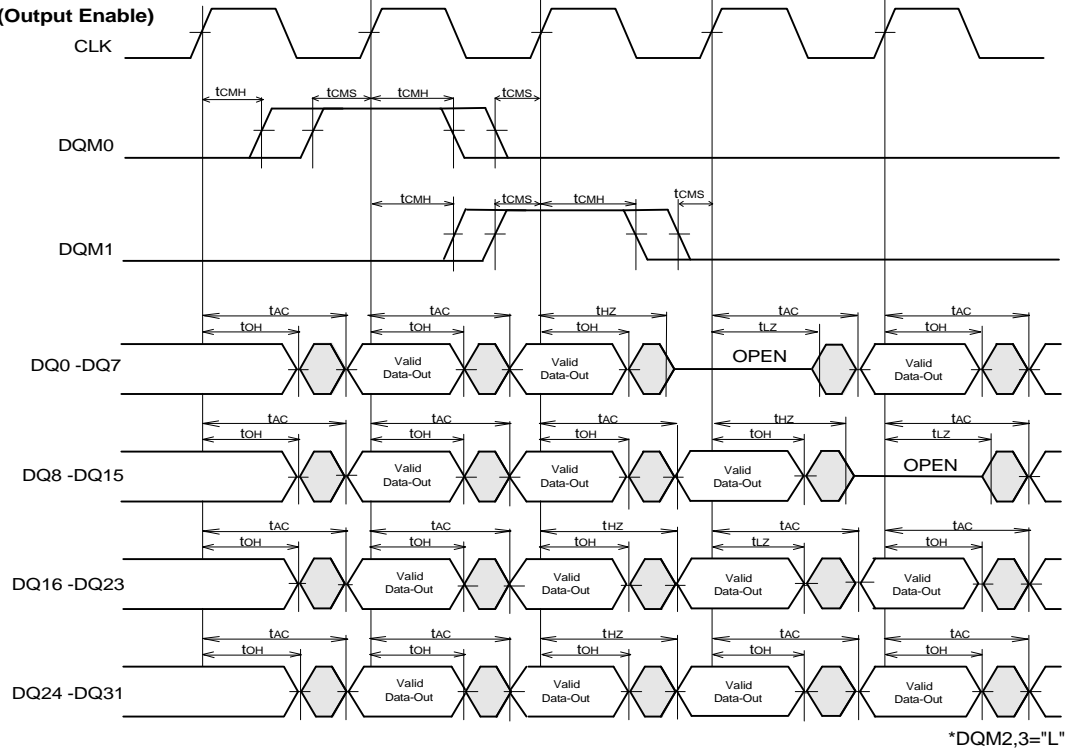 (Output Enable)
CLK
tCMH tCMS tCMH tCMS
DQM0
tCMH tCMS tCMH tCMS
DQM1
tAC tAC tHZ tAC tAC
tOH tOH tOH tLZ tOH
DQ0 -DQ7 Valid Data-Out Valid Data-Out OPEN Valid Data-Out
tAC tAC tAC tHZ tAC
tOH tOH tOH tOH tLZ
DQ8 -DQ15 Valid Data-Out Valid Data-Out Valid Data-Out OPEN
tAC tAC tHZ tAC tAC
tOH tOH tOH tLZ tOH
DQ16 -DQ23 Valid Data-Out Valid Data-Out Valid Data-Out Valid Data-Out
tAC tAC tHZ tAC tAC
tOH tOH tOH tOH tOH
DQ24 -DQ31 Valid Data-Out Valid Data-Out Valid Data-Out Valid Data-Out
*DQM2,3="L"